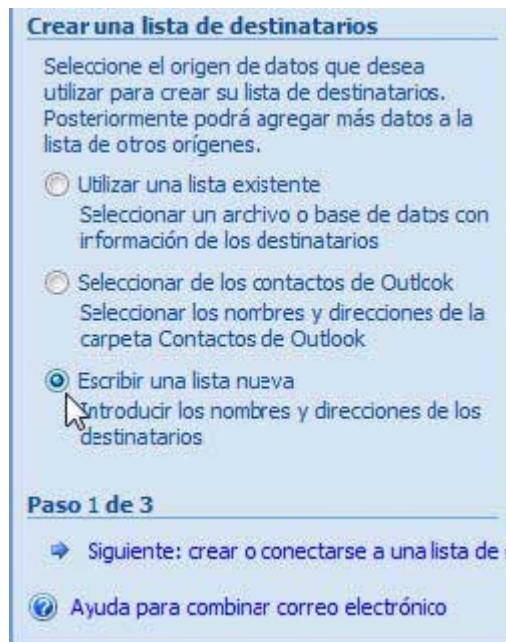 Crear una lista de destinatarios
Seleccione el origen de datos que desea
utilizar para crear su lista de destinatarios.
Posteriormente podrá agregar más datos a la
lista de otros orígenes.
Utilizar una lista existente
Seleccionar un archivo o base de datos con
información de los destinatarios
Seleccionar de los contactos de Outlook
Seleccionar los nombres y direcciones de la
carpeta Contactos de Outlook
Escribir una lista nueva
Introducir los nombres y direcciones de los
destinatarios
Paso 1 de 3
Siguiente: crear o conectarse a una lista de
Ayuda para combinar correo electrónico